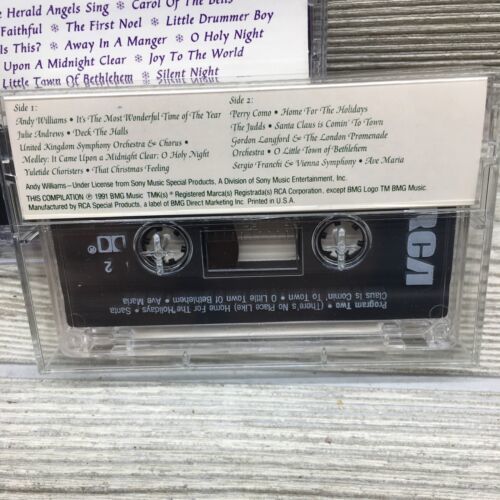 e Herald Angels Sing • Carol Of The Bells
Faithful • The First Noel • Little Drummer Boy
Is This? • Away In A Manger • O Holy Night
Upon A Midnight Clear • Joy To The World
Little Town Of Bethlehem • Silent Night
Side 1:
Andy Williams • It's The Most Wonderful Time of The Year
Julie Andrews • Deck The Halls
United Kingdom Symphony Orchestra & Chorus •
Medley: It Came Upon a Midnight Clear; O Holy Night
Yuletide Choristers • That Christmas Feeling
Side 2:
Perry Como • Home For The Holidays
The Judds • Santa Claus is Comin' To Town
Gordon Langford & The London Promenade
Orchestra • O Little Town of Bethlehem
Sergio Franchi & Vienna Symphony • Ave Maria
Andy Williams – Under License from Sony Music Special Products, A Division of Sony Music Entertainment, Inc.
THIS COMPILATION ℗ 1991 BMG Music TMK(s) ® Registered Marca(s) Registrada(s) RCA Corporation, except BMG Logo TM BMG Music
Manufactured by RCA Special Products, a label of BMG Direct Marketing Inc. Printed in U.S.A.
RCA
2
Program Two • (There's No Place Like) Home For The Holidays • Santa
Claus Is Comin' To Town • O Little Town Of Bethlehem • Ave Maria